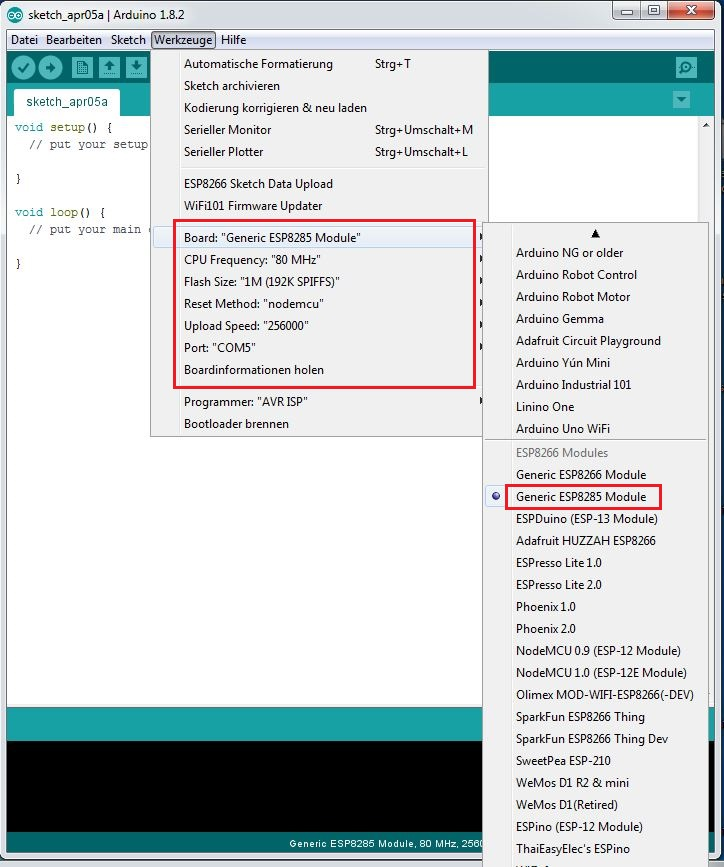 sketch_apr05a | Arduino 1.8.2
Datei Bearbeiten Sketch Werkzeuge Hilfe
sketch_apr05a
void setup() {
// put your setup
}
void loop() {
// put your main
}
Automatische Formatierung Strg+T
Sketch archivieren
Kodierung korrigieren & neu laden
Serieller Monitor Strg+Umschalt+M
Serieller Plotter Strg+Umschalt+L
ESP8266 Sketch Data Upload
WiFi101 Firmware Updater
Board: "Generic ESP8285 Module"
CPU Frequency: "80 MHz"
Flash Size: "1M (192K SPIFFS)"
Reset Method: "nodemcu"
Upload Speed: "256000"
Port: "COM5"
Boardinformationen holen
Programmer: "AVR ISP"
Bootloader brennen
Arduino NG or older
Arduino Robot Control
Arduino Robot Motor
Arduino Gemma
Adafruit Circuit Playground
Arduino Yún Mini
Arduino Industrial 101
Linino One
Arduino Uno WiFi
ESP8266 Modules
Generic ESP8266 Module
Generic ESP8285 Module
ESPDuino (ESP-13 Module)
Adafruit HUZZAH ESP8266
ESPresso Lite 1.0
ESPresso Lite 2.0
Phoenix 1.0
Phoenix 2.0
NodeMCU 0.9 (ESP-12 Module)
NodeMCU 1.0 (ESP-12E Module)
Olimex MOD-WIFI-ESP8266(-DEV)
SparkFun ESP8266 Thing
SparkFun ESP8266 Thing Dev
SweetPea ESP-210
WeMos D1 R2 & mini
WeMos D1(Retired)
ESPino (ESP-12 Module)
ThaiEasyElec's ESPino
Generic ESP8285 Module, 80 MHz, 2560